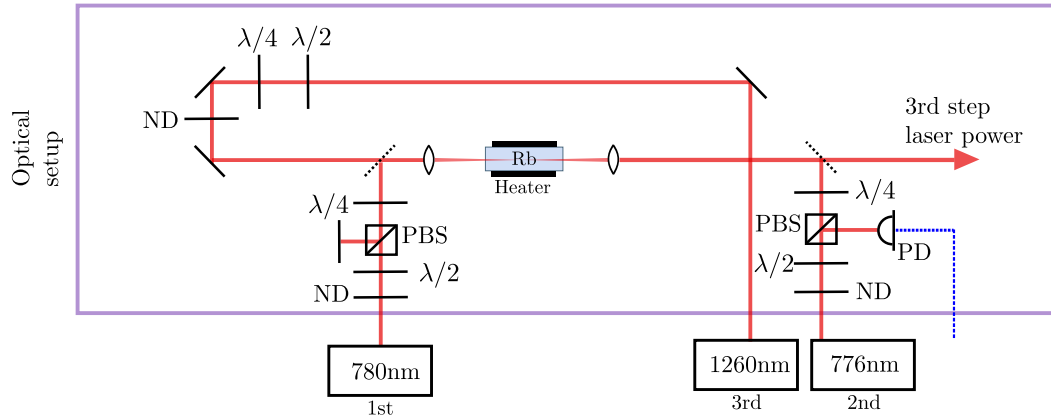 Optical
setup
λ/4
λ/2
ND
3rd step
laser power
Rb
Heater
λ/4
PBS
λ/2
ND
λ/4
PBS
PD
λ/2
ND
780nm
1st
1260nm
3rd
776nm
2nd